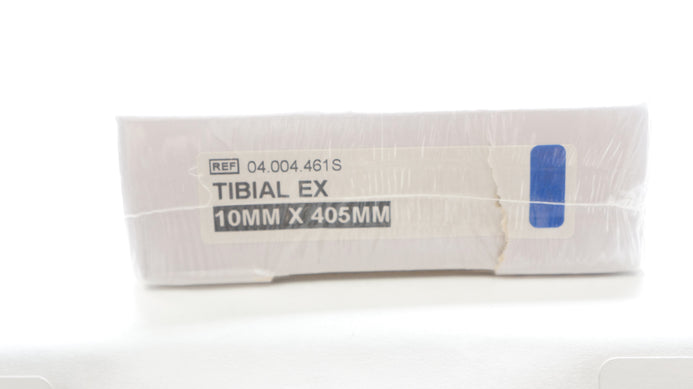 REF 04.004.461S
TIBIAL EX
10MM X 405MM